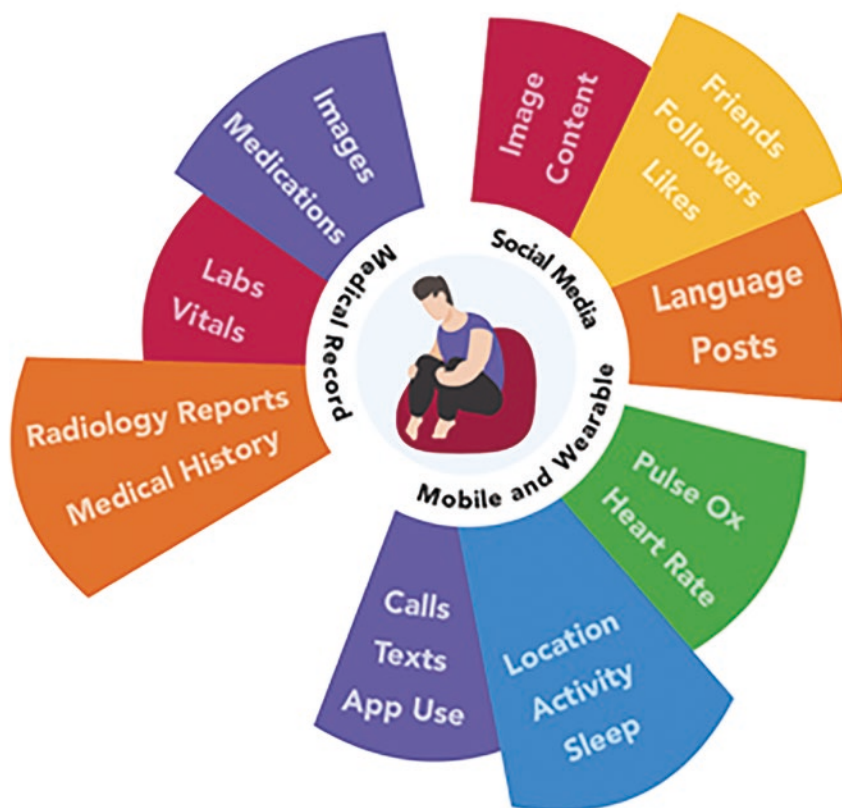 Images
Medications
Labs
Vitals
Radiology Reports
Medical History
Medical Record
Image
Content
Friends
Followers
Likes
Language
Posts
Social Media
Pulse Ox
Heart Rate
Location
Activity
Sleep
Calls
Texts
App Use
Mobile and Wearable